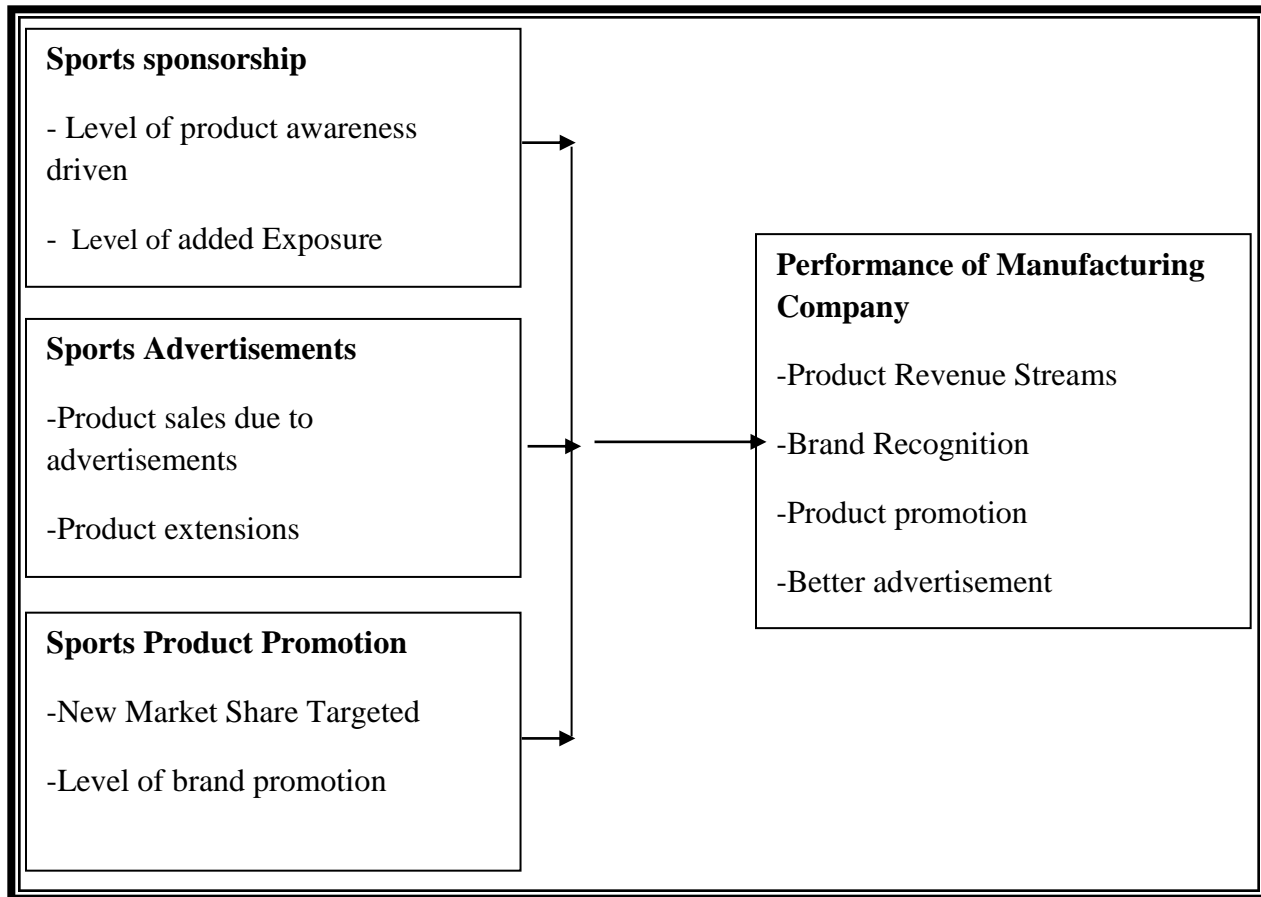 Sports sponsorship
- Level of product awareness
driven
- Level of added Exposure
Sports Advertisements
-Product sales due to
advertisements
-Product extensions
Sports Product Promotion
-New Market Share Targeted
-Level of brand promotion
Performance of Manufacturing
Company
-Product Revenue Streams
-Brand Recognition
-Product promotion
-Better advertisement